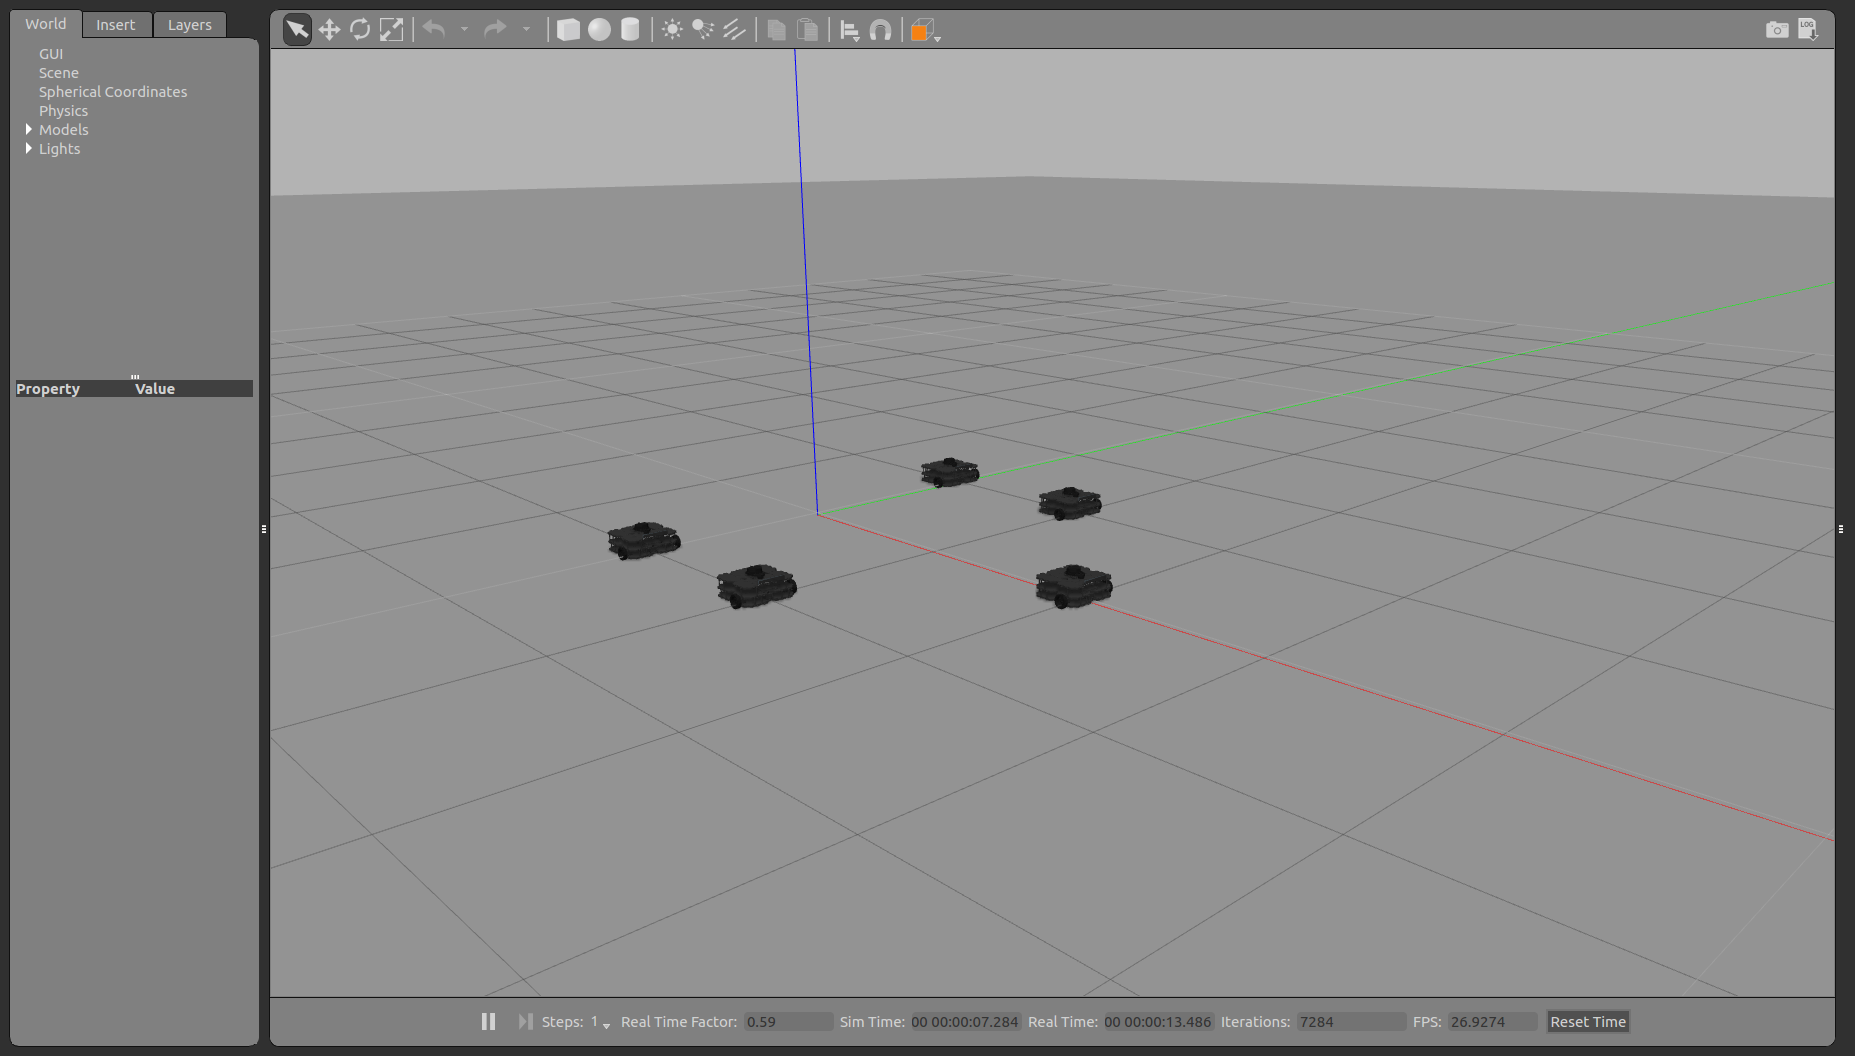 World Insert Layers
GUI
Scene
Spherical Coordinates
Physics
Models
Lights
Property Value
LOG
Steps: 1 Real Time Factor: 0.59 Sim Time: 00 00:00:07.284 Real Time: 00 00:00:13.486 Iterations: 7284 FPS: 26.9274 Reset Time